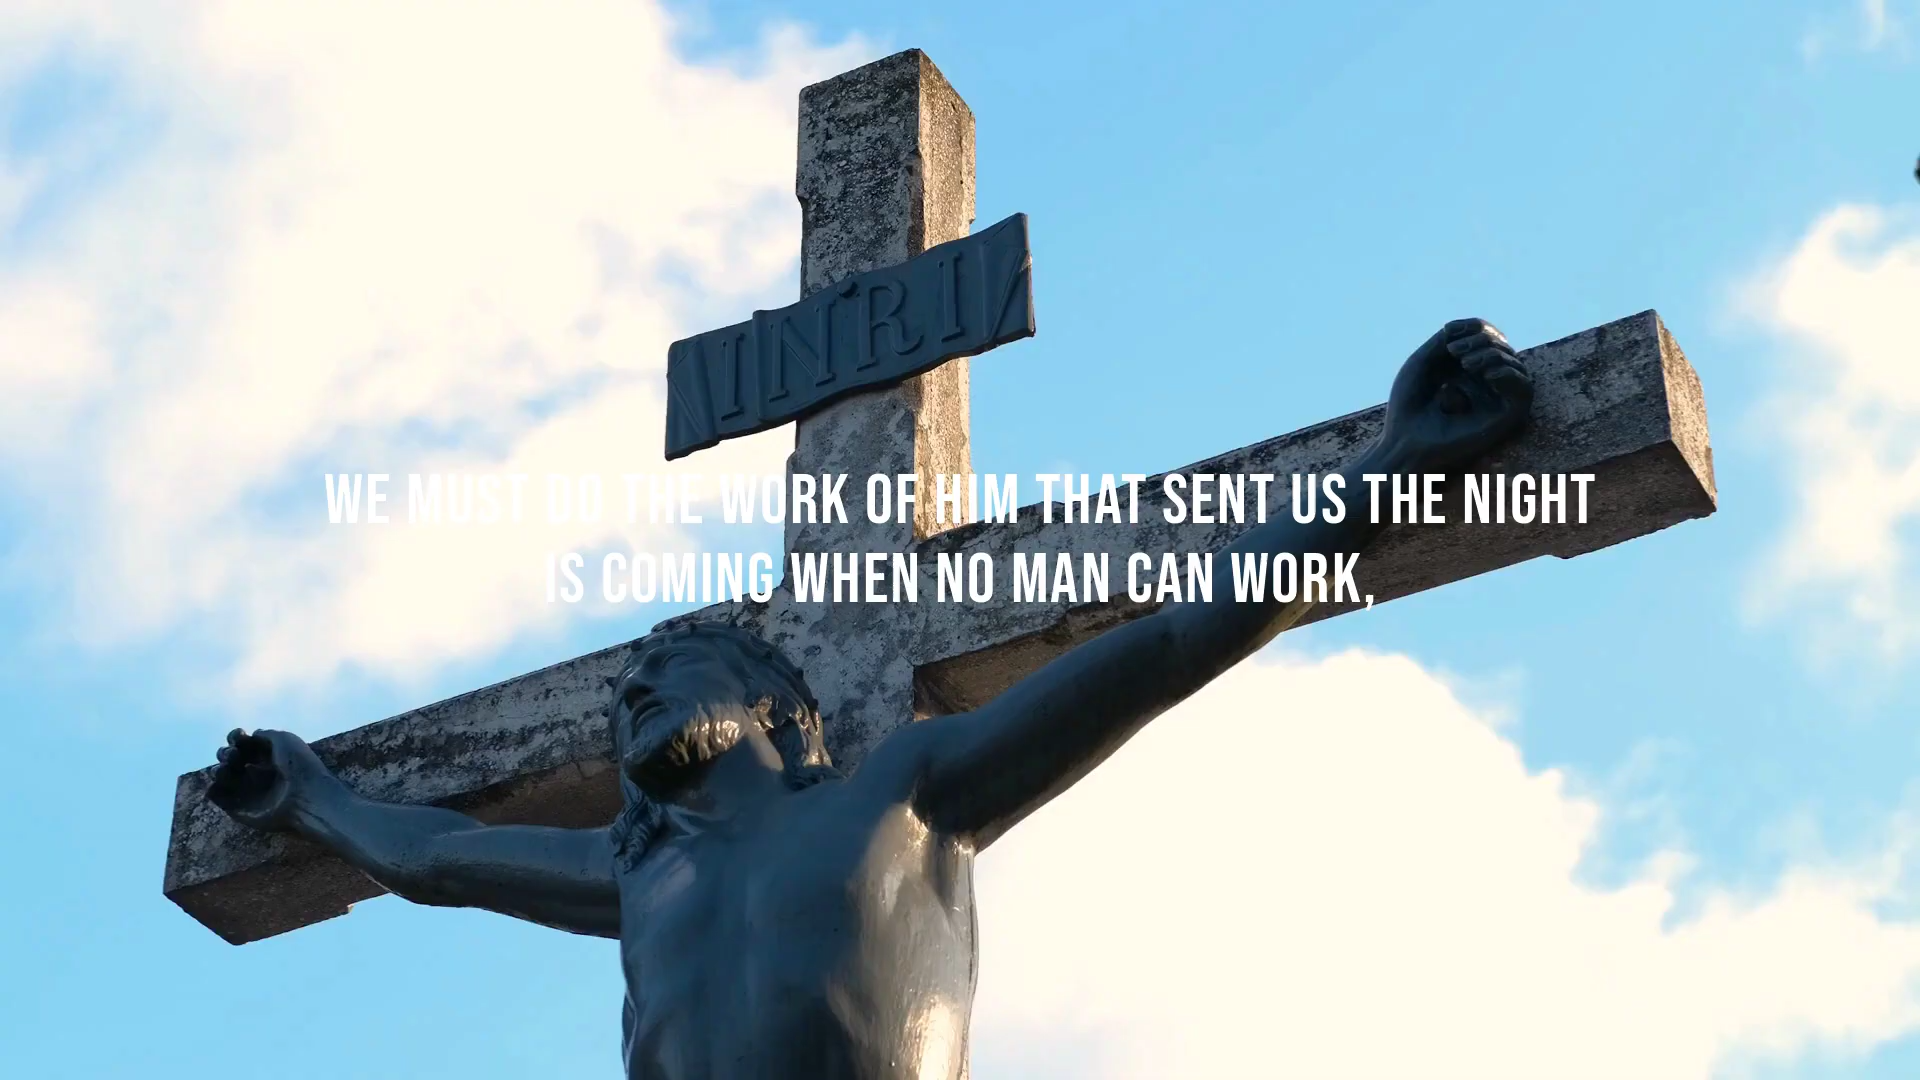 INRI
WE MUST DO THE WORK OF HIM THAT SENT US THE NIGHT
IS COMING WHEN NO MAN CAN WORK,